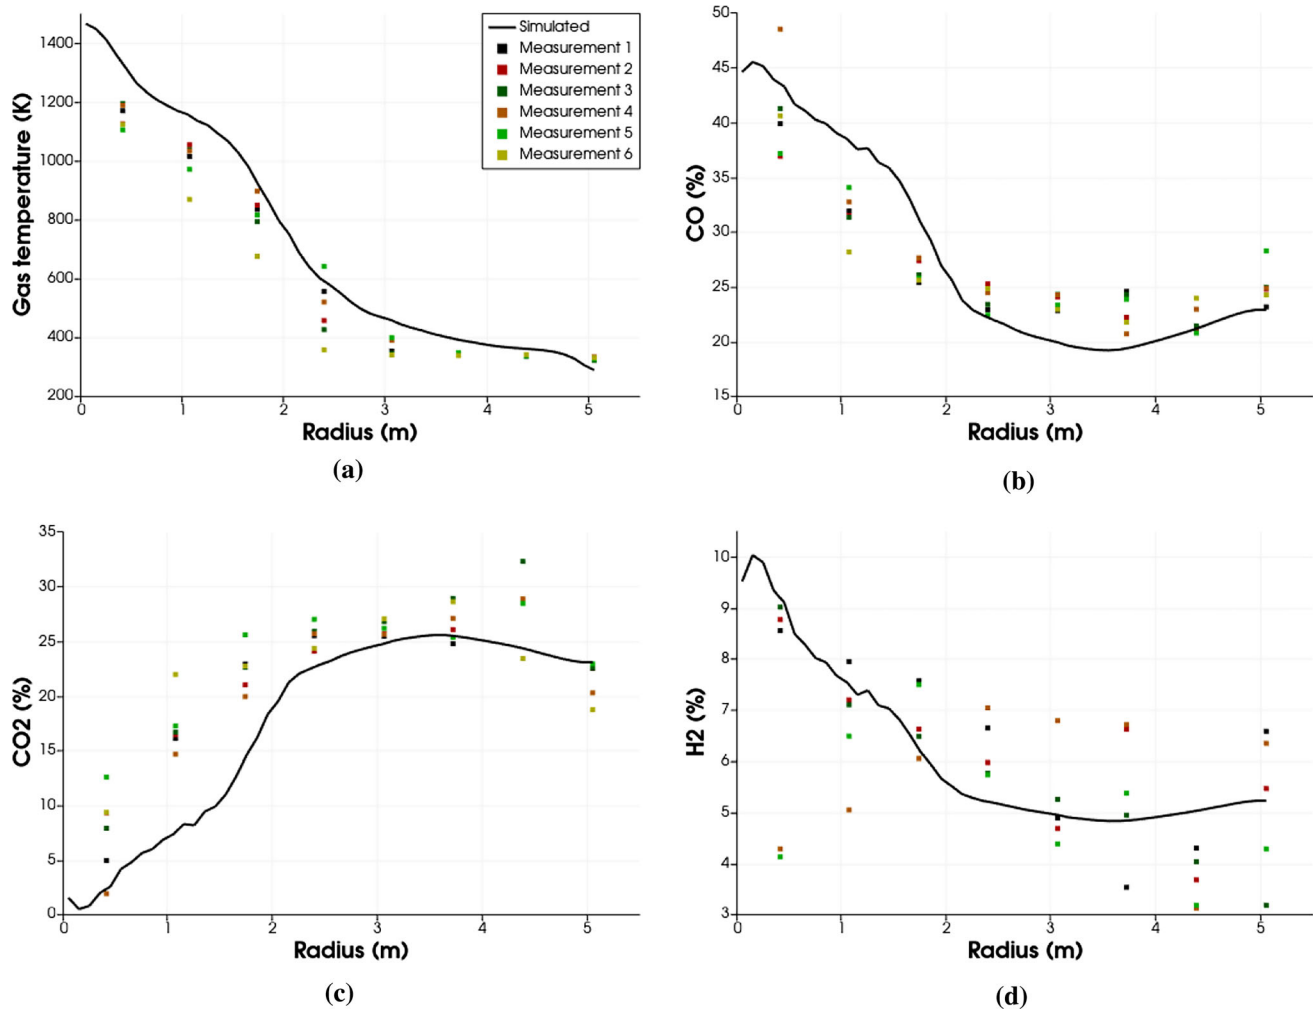 Gas temperature (K)
1400
1200
1000
800
600
400
200
0
1
2
3
4
5
Radius (m)
Simulated
Measurement 1
Measurement 2
Measurement 3
Measurement 4
Measurement 5
Measurement 6
(a)
CO (%)
50
45
40
35
30
25
20
15
0
1
2
3
4
5
Radius (m)
(b)
CO2 (%)
35
30
25
20
15
10
5
0
0
1
2
3
4
5
Radius (m)
(c)
H2 (%)
10
9
8
7
6
5
4
3
0
1
2
3
4
5
Radius (m)
(d)